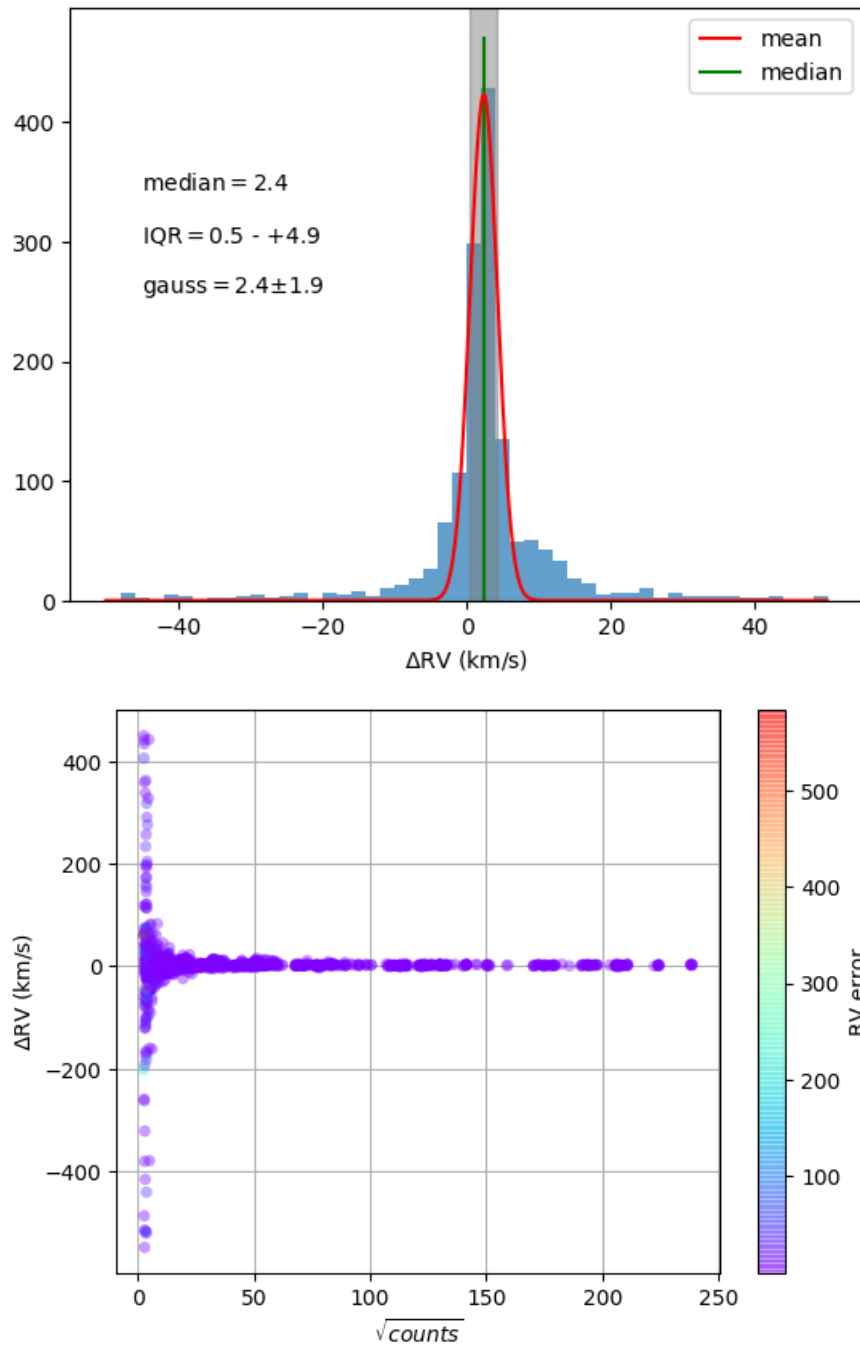 mean
median
400
300
200
100
0
median = 2.4
IQR = 0.5 - +4.9
gauss = 2.4±1.9
−40 −20 0 20 40
ΔRV (km/s)
400
200
0
−200
−400
ΔRV (km/s)
0 50 100 150 200 250
√counts
500
400
300
200
100
RV error